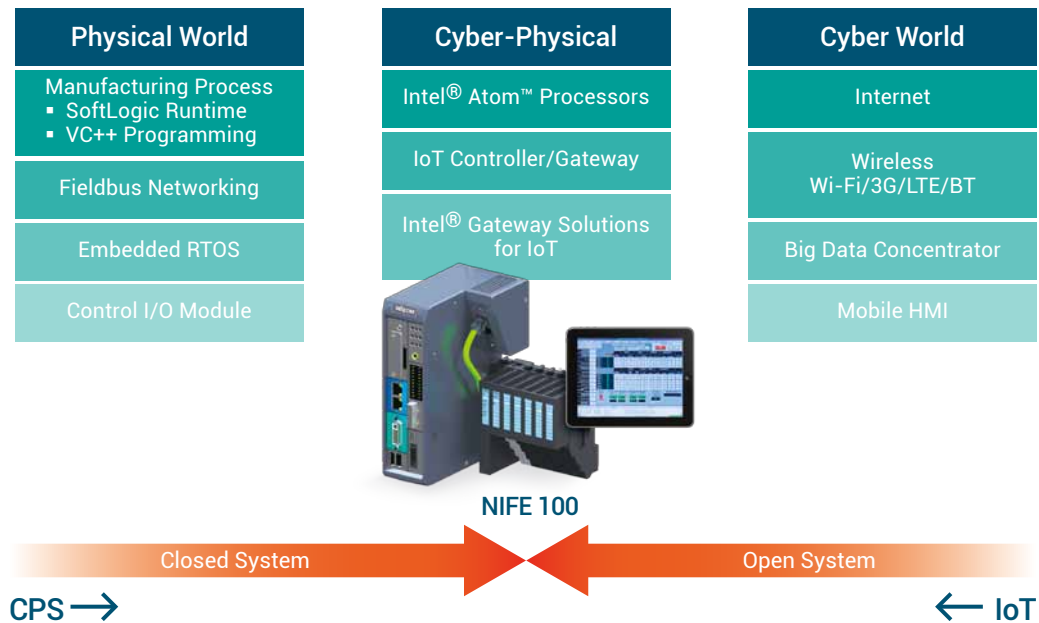 Physical World
Manufacturing Process
▪ SoftLogic Runtime
▪ VC++ Programming
Fieldbus Networking
Embedded RTOS
Control I/O Module
Cyber-Physical
Intel® Atom™ Processors
IoT Controller/Gateway
Intel® Gateway Solutions
for IoT
Cyber World
Internet
Wireless
Wi-Fi/3G/LTE/BT
Big Data Concentrator
Mobile HMI
NIFE 100
Closed System
Open System
CPS
IoT